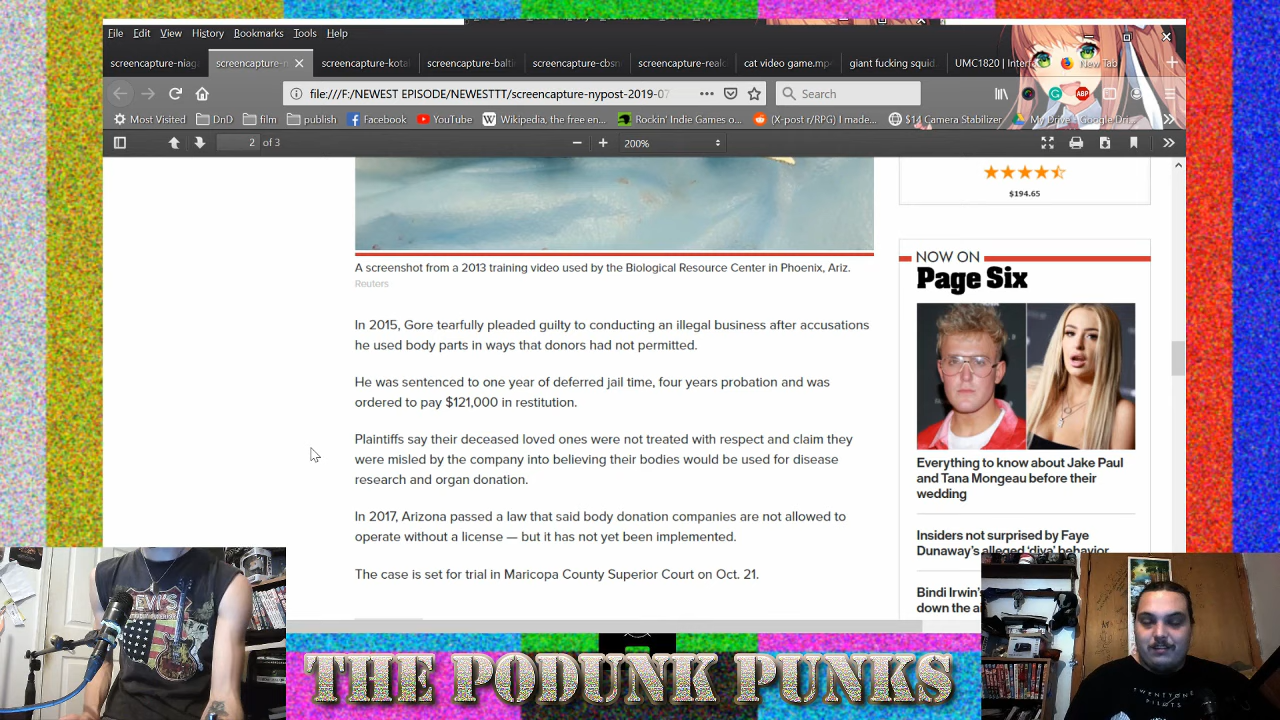 File Edit View History Bookmarks Tools Help
screencapture-niag screencapture-n screencapture-kota screencapture-balti screencapture-cbsn screencapture-realc cat video game.mp giant fucking squid. UMC1820 | Inter New Tab
file:///F:/NEWEST EPISODE/NEWESTTT/screencapture-nypost-2019-07 Search
Most Visited DnD film publish Facebook YouTube Wikipedia, the free en... Rockin' Indie Games o... (X-post r/RPG) I made... $14 Camera Stabilizer My Drive - Google Dri...
2 of 3 200%
$194.65
A screenshot from a 2013 training video used by the Biological Resource Center in Phoenix, Ariz.
Reuters
In 2015, Gore tearfully pleaded guilty to conducting an illegal business after accusations
he used body parts in ways that donors had not permitted.
He was sentenced to one year of deferred jail time, four years probation and was
ordered to pay $121,000 in restitution.
Plaintiffs say their deceased loved ones were not treated with respect and claim they
were misled by the company into believing their bodies would be used for disease
research and organ donation.
In 2017, Arizona passed a law that said body donation companies are not allowed to
operate without a license — but it has not yet been implemented.
The case is set for trial in Maricopa County Superior Court on Oct. 21.
NOW ON
Page Six
Everything to know about Jake Paul
and Tana Mongeau before their
wedding
Insiders not surprised by Faye
Dunaway's alleged 'diva' behavior
Bindi Irwin's
down the a
THE PODUNK PUNKS
TWENTY ONE
PILOTS